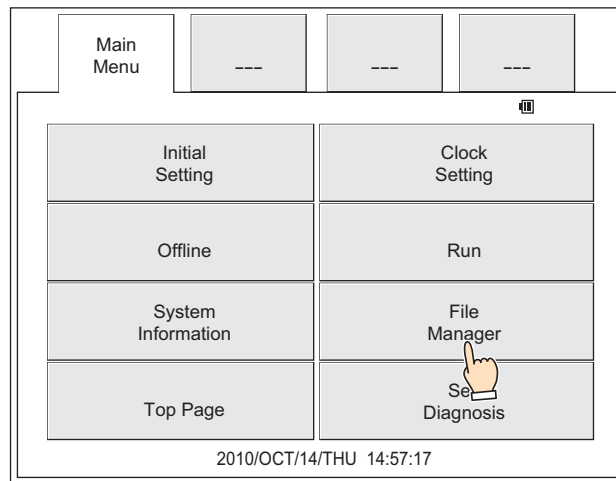 Main
Menu
---
---
---
Initial
Setting
Clock
Setting
Offline
Run
System
Information
File
Manager
Top Page
Diagnosis
2010/OCT/14/THU 14:57:17